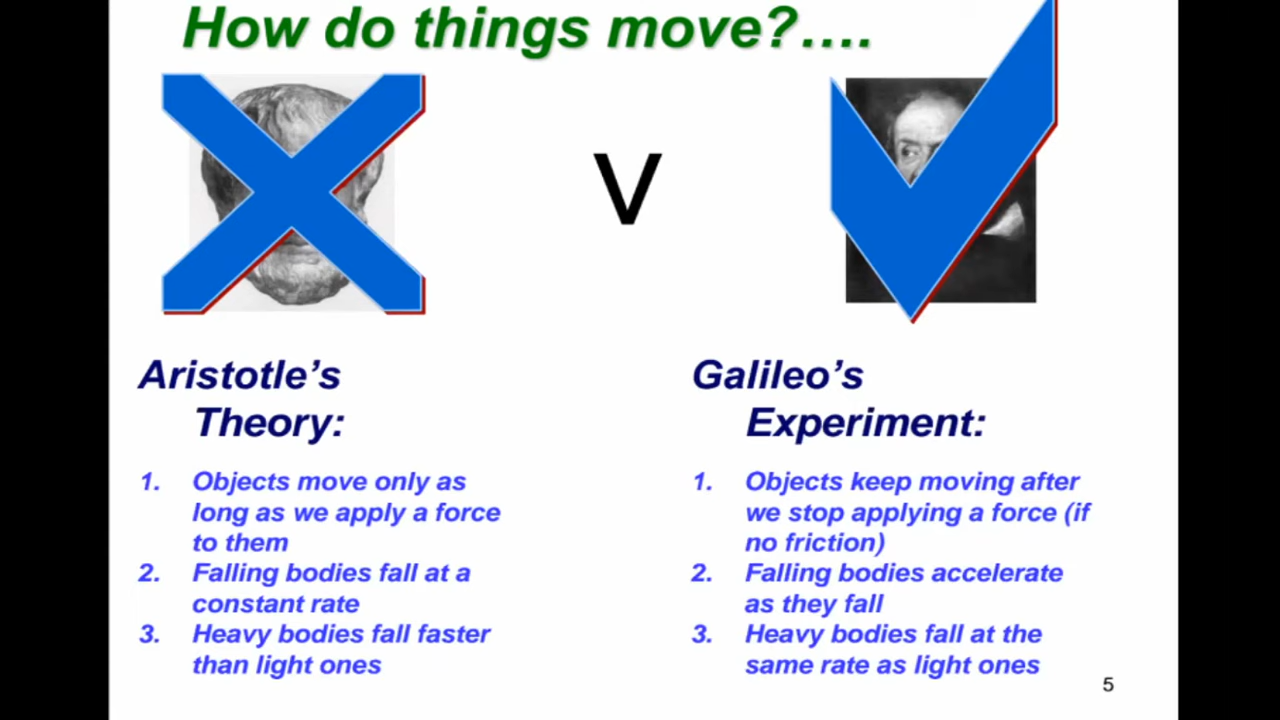 How do things move?....
V
Aristotle's
Theory:
1. Objects move only as
long as we apply a force
to them
2. Falling bodies fall at a
constant rate
3. Heavy bodies fall faster
than light ones
Galileo's
Experiment:
1. Objects keep moving after
we stop applying a force (if
no friction)
2. Falling bodies accelerate
as they fall
3. Heavy bodies fall at the
same rate as light ones
5